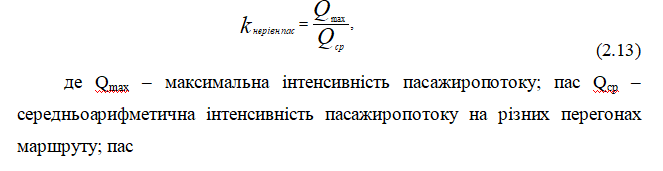 k нерівн пас = Q max / Q ср ,
(2.13)
де Qmax – максимальна інтенсивність пасажиропотоку; пас Qср –
середньоарифметична інтенсивність пасажиропотоку на різних перегонах
маршруту; пас